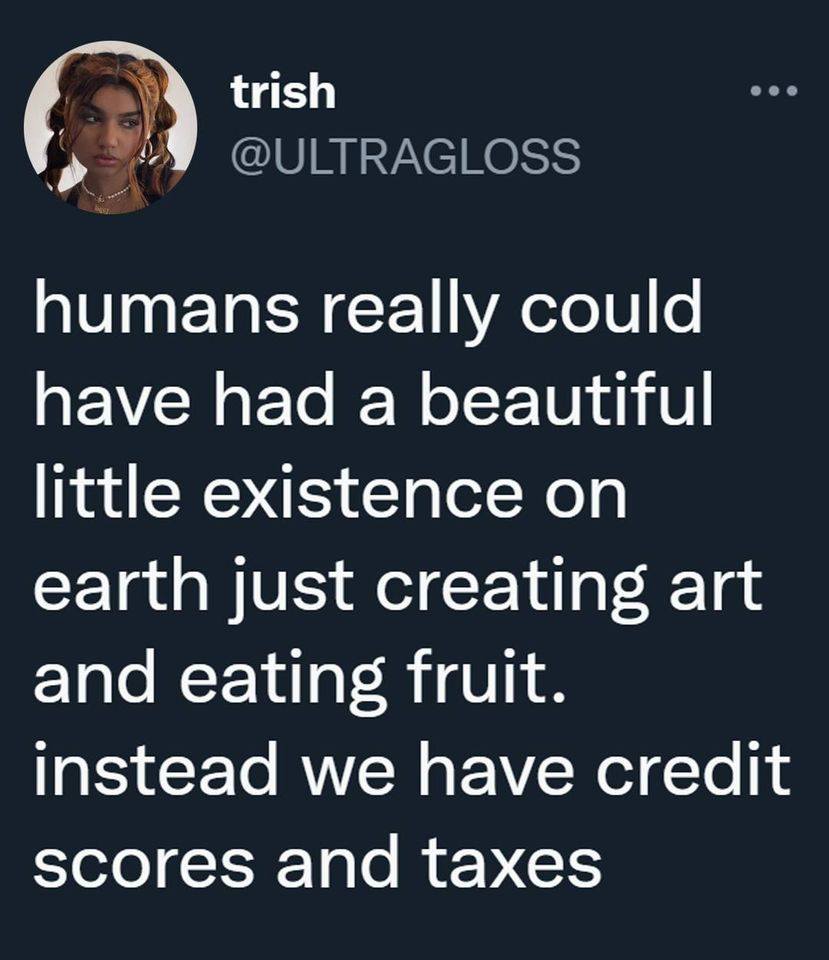 trish
@ULTRAGLOSS
humans really could
have had a beautiful
little existence on
earth just creating art
and eating fruit.
instead we have credit
scores and taxes